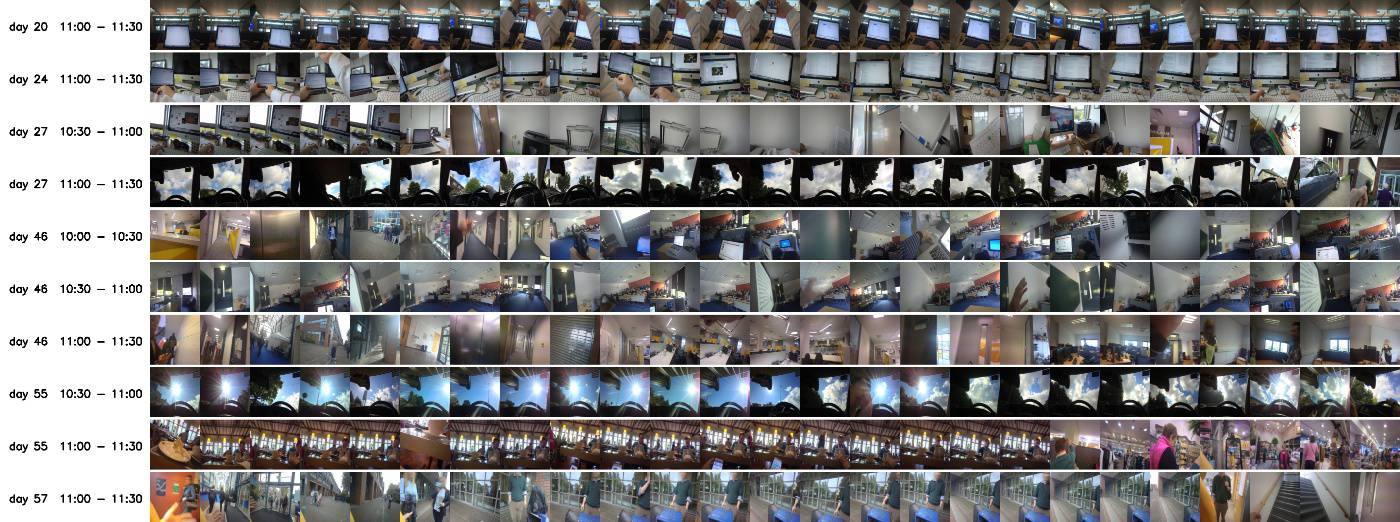 day 20 11:00 – 11:30
day 24 11:00 – 11:30
day 27 10:30 – 11:00
day 27 11:00 – 11:30
day 46 10:00 – 10:30
day 46 10:30 – 11:00
day 46 11:00 – 11:30
day 55 10:30 – 11:00
day 55 11:00 – 11:30
day 57 11:00 – 11:30